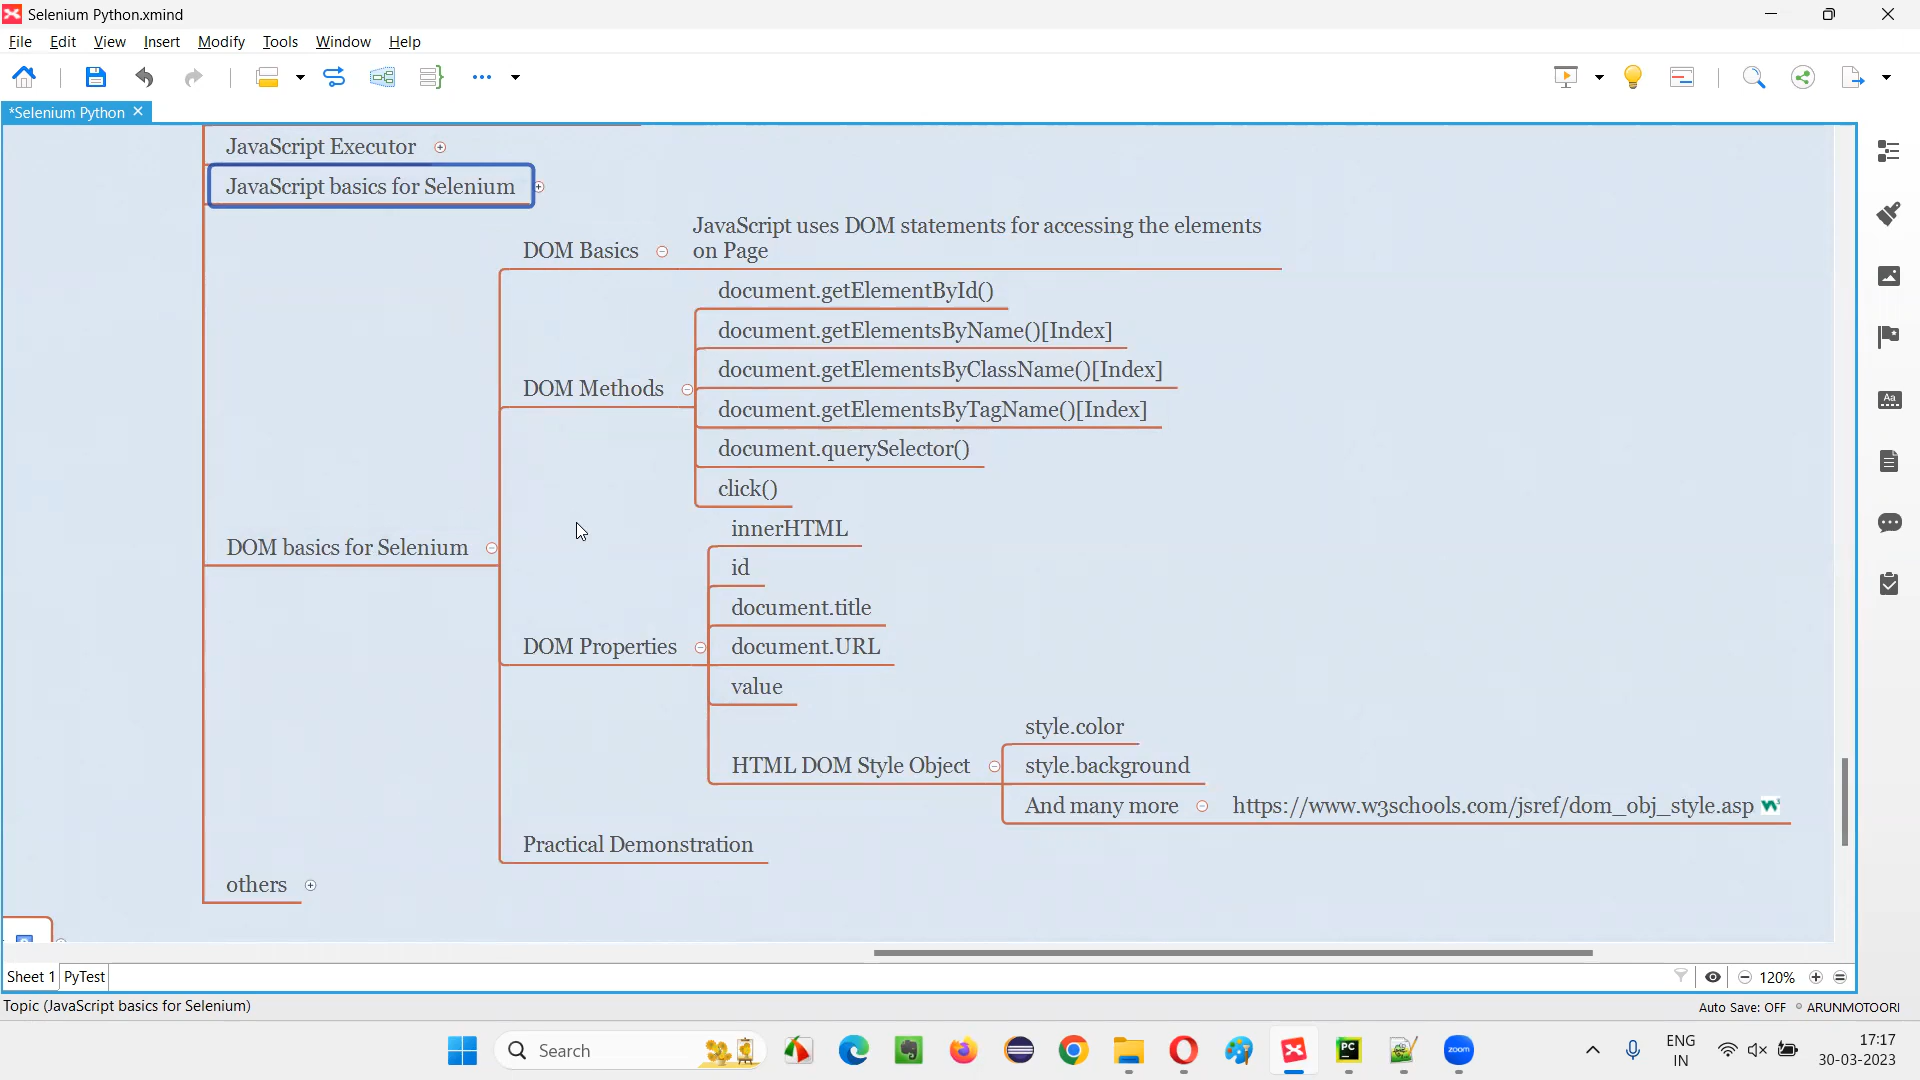 Selenium Python.xmind
File Edit View Insert Modify Tools Window Help
*Selenium Python
JavaScript Executor
JavaScript basics for Selenium
JavaScript uses DOM statements for accessing the elements
on Page
DOM Basics
document.getElementById()
document.getElementsByName()[Index]
document.getElementsByClassName()[Index]
DOM Methods
document.getElementsByTagName()[Index]
document.querySelector()
click()
innerHTML
DOM basics for Selenium
id
document.title
DOM Properties
document.URL
value
style.color
HTML DOM Style Object
style.background
And many more
https://www.w3schools.com/jsref/dom_obj_style.asp
Practical Demonstration
others
Sheet 1 PyTest
120%
Topic (JavaScript basics for Selenium)
Auto Save: OFF
ARUNMOTOORI
Search
PC
zoom
ENG
IN
17:17
30-03-2023
Aa